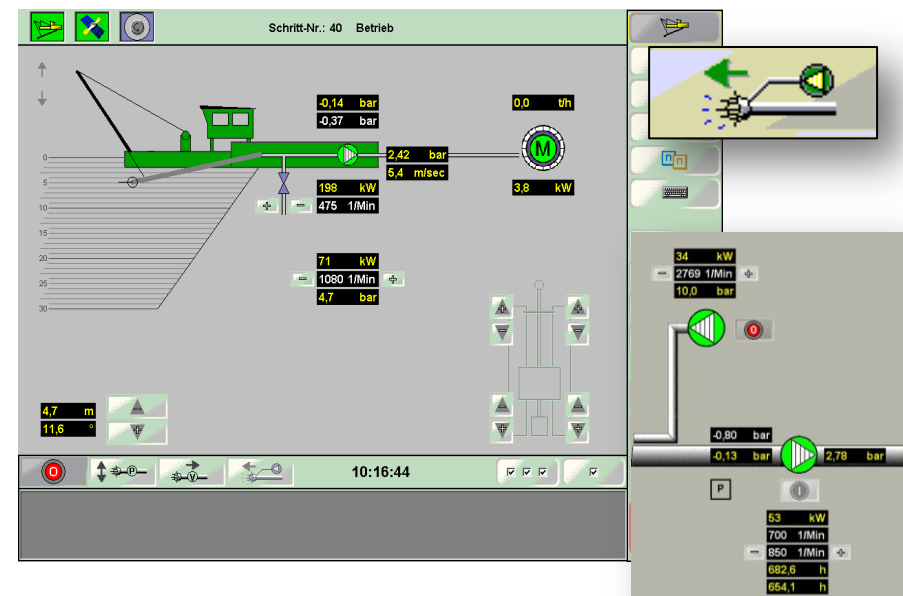 Schritt-Nr.: 40 Betrieb
-0,14 bar
-0,37 bar
0,0 t/h
M
2,42 bar
5,4 m/sec
198 kW
475 1/Min
3,8 kW
0
5
10
15
20
25
30
71 kW
1080 1/Min
4,7 bar
4,7 m
11,6 °
O
P
V
10:16:44
n n
34 kW
2769 1/Min
10,0 bar
O
-0,80 bar
-0,13 bar
2,78 bar
P
I
53 kW
700 1/Min
850 1/Min
682,6 h
654,1 h